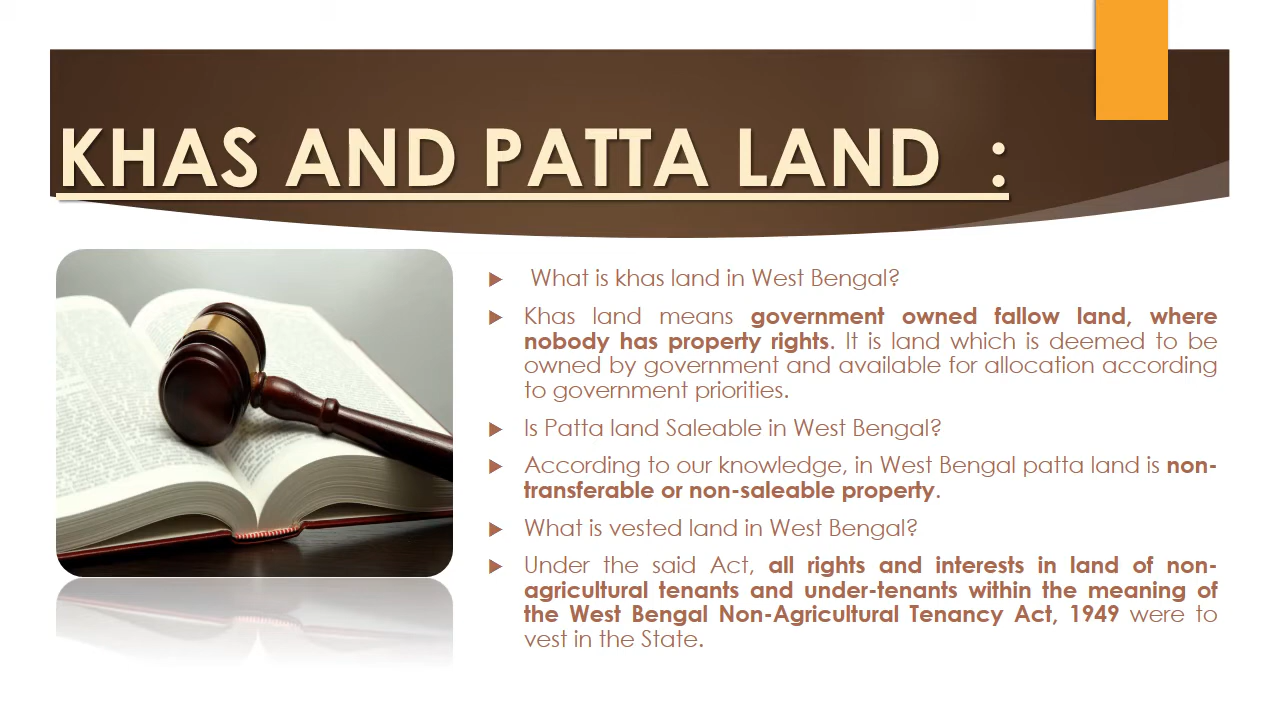 KHAS AND PATTA LAND :
What is khas land in West Bengal?
Khas land means government owned fallow land, where
nobody has property rights. It is land which is deemed to be
owned by government and available for allocation according
to government priorities.
Is Patta land Saleable in West Bengal?
According to our knowledge, in West Bengal patta land is non-
transferable or non-saleable property.
What is vested land in West Bengal?
Under the said Act, all rights and interests in land of non-
agricultural tenants and under-tenants within the meaning of
the West Bengal Non-Agricultural Tenancy Act, 1949 were to
vest in the State.